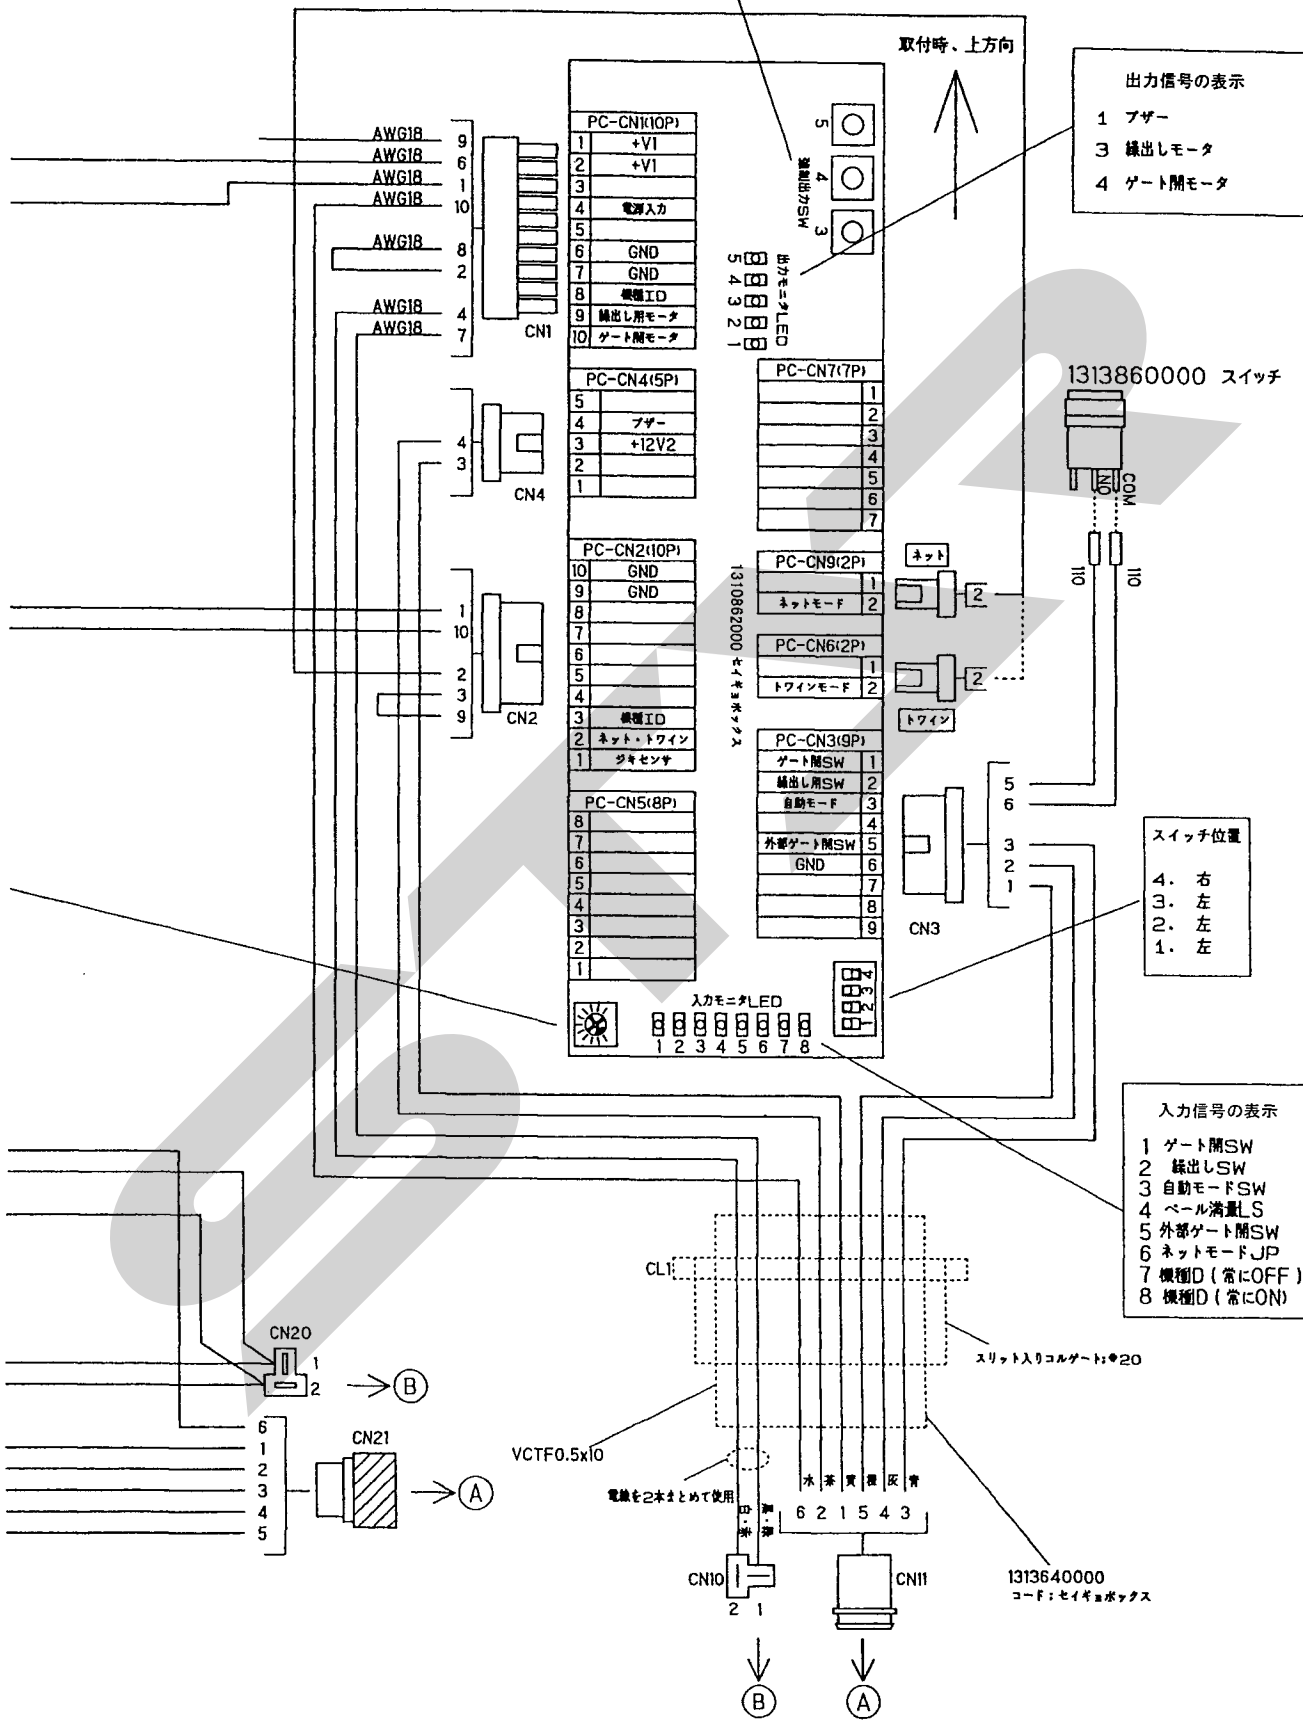 取付時、上方向
出力信号の表示
1 ブザー
3 繰出しモータ
4 ゲート開モータ
AWG18 9
AWG18 6
AWG18 1
AWG18 10
AWG18 8
2
AWG18 4
AWG18 7
CN1
PC-CN1(10P)
1 +V1
2 +V1
3
4 電源入力
5
6 GND
7 GND
8 機種ID
9 繰出し用モータ
10 ゲート開モータ
5
4
3
強制出力SW
5
4
3
2
1
出力モニタLED
4
3
CN4
PC-CN4(5P)
5
4 ブザー
3 +12V2
2
1
PC-CN7(7P)
1
2
3
4
5
6
7
1313860000 スイッチ
NO
COM
110
110
1
10
2
3
9
CN2
PC-CN2(10P)
10 GND
9 GND
8
7
6
5
4
3 機種ID
2 ネット・トワイン
1 ジキセンサ
1310862000 セイギョボックス
PC-CN9(2P)
1
ネットモード 2
ネット
2
PC-CN6(2P)
1
トワインモード 2
2
トワイン
PC-CN3(9P)
ゲート開SW 1
繰出し用SW 2
自動モード 3
4
外部ゲート開SW 5
GND 6
7
8
9
CN3
5
6
3
2
1
PC-CN5(8P)
8
7
6
5
4
3
2
1
スイッチ位置
4. 右
3. 左
2. 左
1. 左
4
3
2
1
入力モニタLED
1 2 3 4 5 6 7 8
入力信号の表示
1 ゲート開SW
2 繰出しSW
3 自動モードSW
4 ベール満量LS
5 外部ゲート開SW
6 ネットモードJP
7 機種D (常にOFF)
8 機種D (常にON)
CL1
スリット入りコルゲート;φ20
CN20
1
2
B
6
1
2
3
4
5
CN21
A
VCTF0.5x10
電線を2本まとめて使用
白・赤
黒・緑
水 茶 黄 橙 灰 青
6 2 1 5 4 3
CN10
2 1
CN11
1313640000
コード;セイギョボックス
B
A
STAR